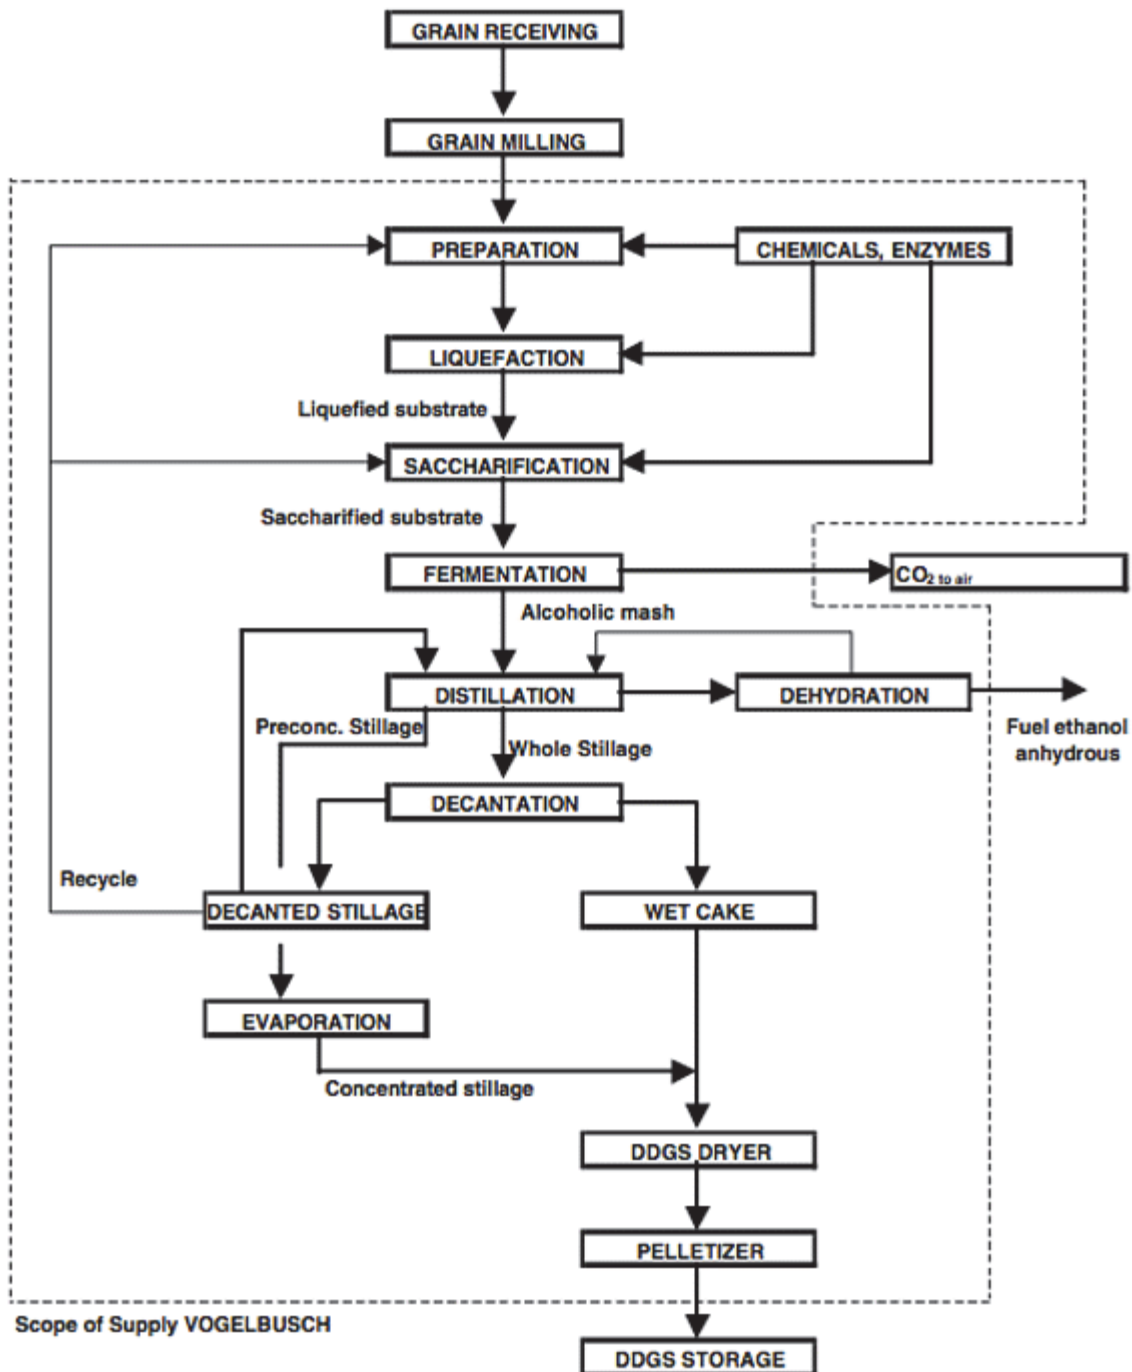 GRAIN RECEIVING
GRAIN MILLING
PREPARATION
CHEMICALS, ENZYMES
LIQUEFACTION
Liquefied substrate
SACCHARIFICATION
Saccharified substrate
FERMENTATION
CO2 to air
Alcoholic mash
DISTILLATION
DEHYDRATION
Preconc. Stillage
Whole Stillage
Fuel ethanol
anhydrous
DECANTATION
Recycle
DECANTED STILLAGE
WET CAKE
EVAPORATION
Concentrated stillage
DDGS DRYER
PELLETIZER
Scope of Supply VOGELBUSCH
DDGS STORAGE